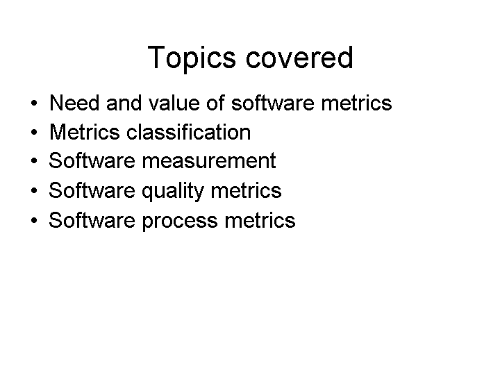 Topics covered
• Need and value of software metrics
• Metrics classification
• Software measurement
• Software quality metrics
• Software process metrics